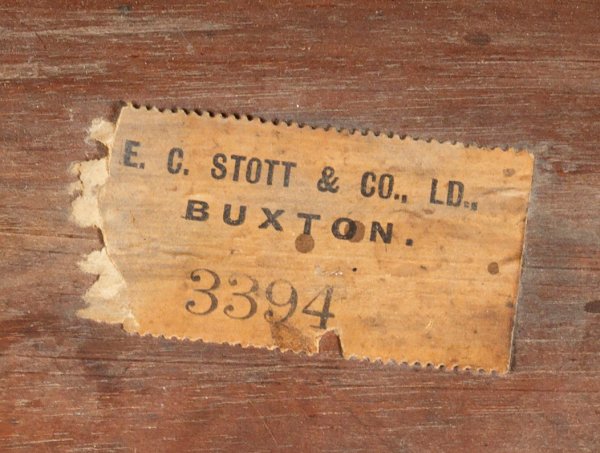 E. C. STOTT & CO., LD.,
BUXTON.
3394